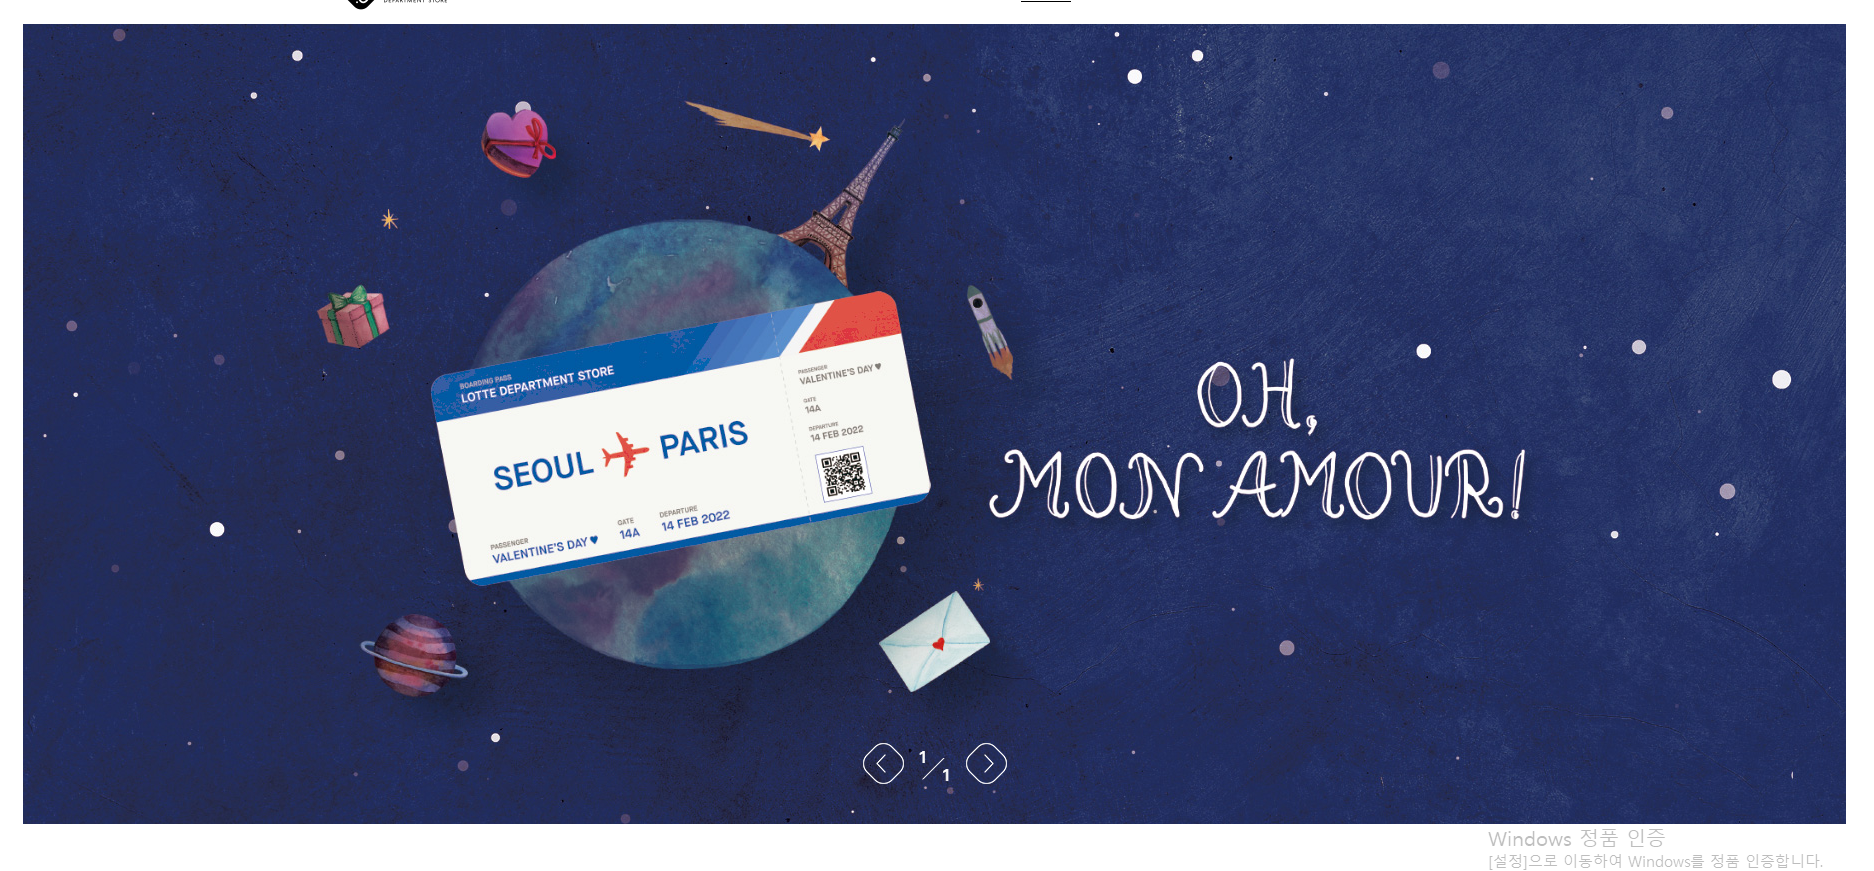 DEPARTMENT STORE
BOARDING PASS
LOTTE DEPARTMENT STORE
SEOUL PARIS
PASSENGER
VALENTINE'S DAY♥
GATE
14A
DEPARTURE
14 FEB 2022
PASSENGER
VALENTINE'S DAY♥
GATE
14A
DEPARTURE
14 FEB 2022
OH,
MON AMOUR!
1/1
Windows 정품 인증
[설정]으로 이동하여 Windows를 정품 인증합니다.